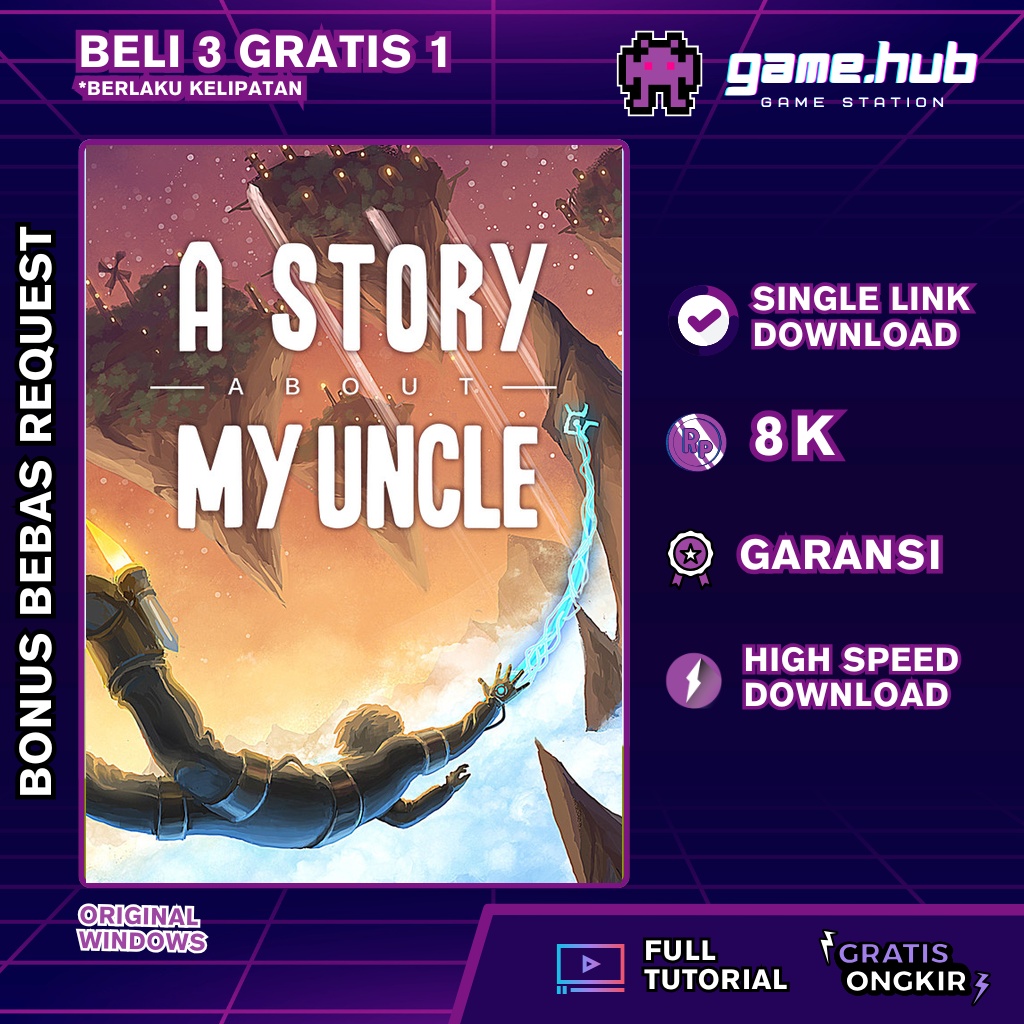 BELI 3 GRATIS 1
*BERLAKU KELIPATAN
game.hub
GAME STATION
BONUS BEBAS REQUEST
A STORY
ABOUT
MY UNCLE
SINGLE LINK
DOWNLOAD
Rp
8K
GARANSI
HIGH SPEED
DOWNLOAD
ORIGINAL
WINDOWS
FULL
TUTORIAL
GRATIS
ONGKIR